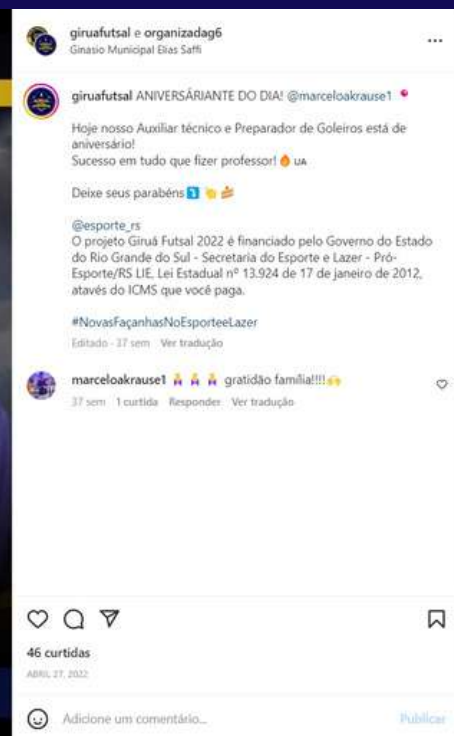 giruafutsal e organizadag6
Ginasio Municipal Elias Saffi
giruafutsal ANIVERSÁRIANTE DO DIA! @marceloakrause1
Hoje nosso Auxiliar técnico e Preparador de Goleiros está de
aniversário!
Sucesso em tudo que fizer professor! 🔥 UA
Deixe seus parabéns ⤵️ 👏 🎂
@esporte_rs
O projeto Giruá Futsal 2022 é financiado pelo Governo do Estado
do Rio Grande do Sul - Secretaria do Esporte e Lazer - Pró-
Esporte/RS LIE. Lei Estadual nº 13.924 de 17 de janeiro de 2012,
atavés do ICMS que você paga.
#NovasFaçanhasNoEsporteeLazer
Editado · 37 sem Ver tradução
marceloakrause1 gratidão família!!!! 🙌
37 sem 1 curtida Responder Ver tradução
46 curtidas
ABRIL 27, 2022
Adicione um comentário...
Publicar